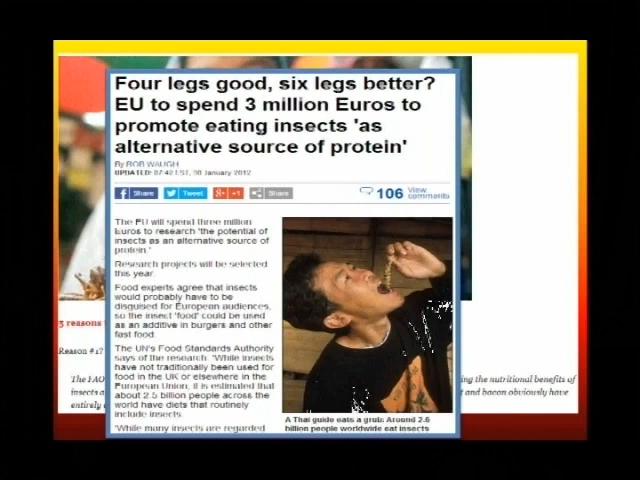 Four legs good, six legs better?
EU to spend 3 million Euros to
promote eating insects 'as
alternative source of protein'
By ROB WAUGH
UPDATED: 07:42 EST, 30 January 2012
Share
Tweet
+1
Share
106
View
comments
The EU will spend three million
Euros to research 'the potential of
insects as an alternative source of
protein.'
Research projects will be selected
this year.
Food experts agree that insects
would probably have to be
disguised for European audiences,
so the insect 'food' could be used
as an additive in burgers and other
fast food.
The UN's Food Standards Authority
says of the research. 'While insects
have not traditionally been used for
food in the UK or elsewhere in the
European Union, it is estimated that
about 2.5 billion people across the
world have diets that routinely
include insects.
'While many insects are regarded
A Thai guide eats a grub: Around 2.5
billion people worldwide eat insects
3 reasons
Reason #1?
The FAO
insects a
entirely
ing the nutritional benefits of
t and bacon obviously have